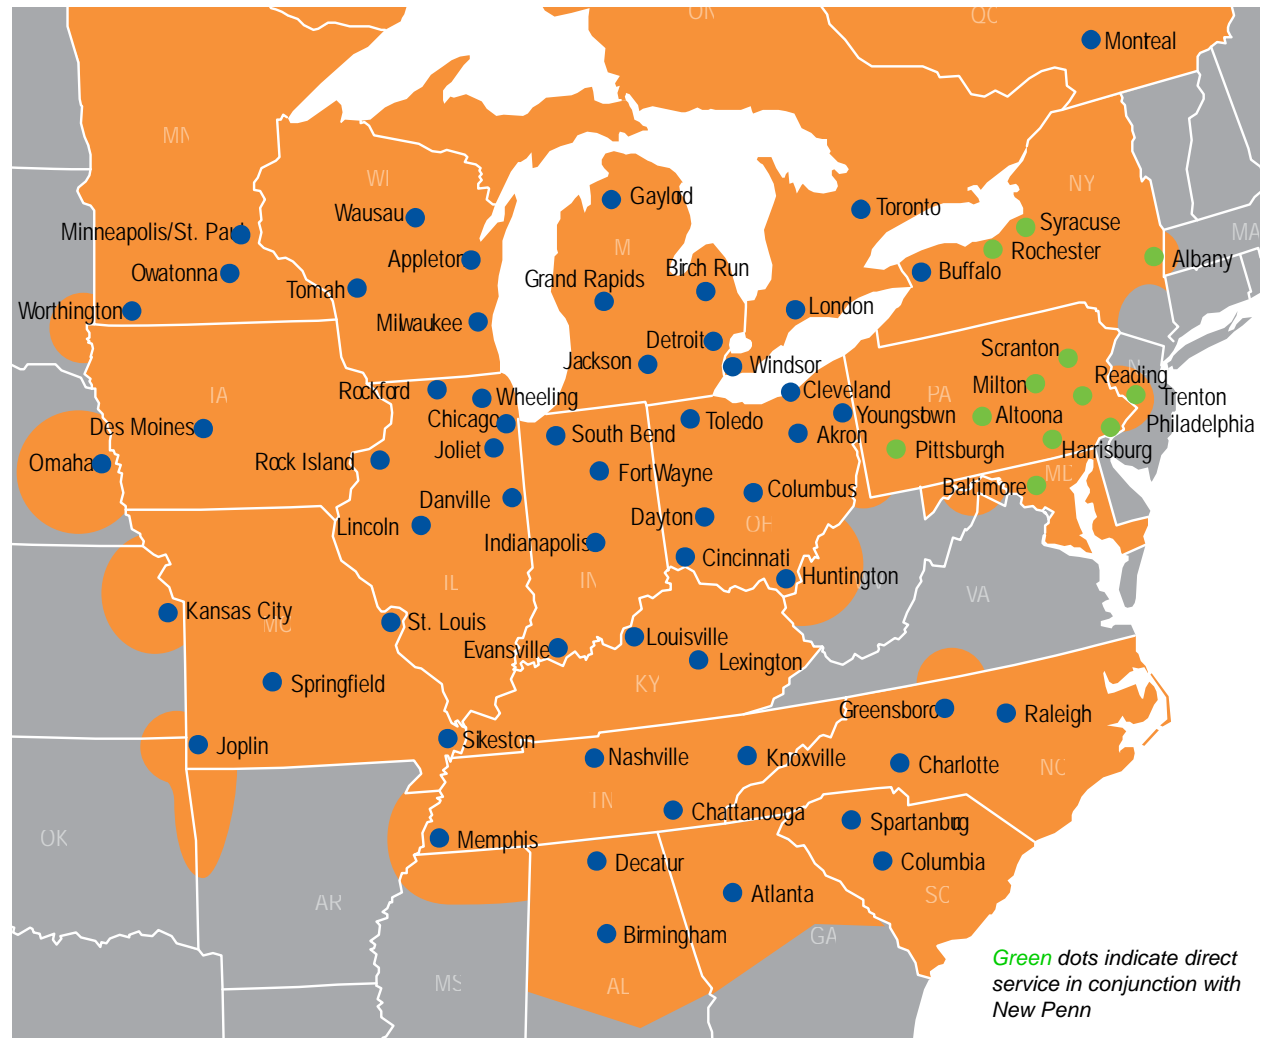 ON
QC
Montreal
MN
WI
NY
Gaylord
Toronto
Wausau
Syracuse
Minneapolis/St. Paul
MA
M
Rochester
Albany
Appleton
Birch Run
Buffalo
Owatonna
Grand Rapids
Tomah
London
Worthington
Milwaukee
Detroit
Scranton
Jackson
Windsor
N
Reading
Milton
Rockford
Cleveland
PA
IA
Wheeling
Trenton
Chicago
Toledo
Youngstown
Altoona
Philadelphia
Des Moines
South Bend
Akron
Joliet
Pittsburgh
Harrisburg
Omaha
Rock Island
Fort Wayne
MD
Baltimore
Danville
Columbus
Dayton
OH
Lincoln
Indianapolis
Cincinnati
IL
IN
Huntington
VA
Kansas City
MO
St. Louis
Louisville
Evansville
Lexington
Springfield
KY
Greensboro
Raleigh
Sikeston
Joplin
Nashville
Knoxville
Charlotte
NC
TN
Chattanooga
Spartanburg
OK
Memphis
Decatur
Columbia
AR
Atlanta
SC
Birmingham
GA
MS
AL
Green dots indicate direct
service in conjunction with
New Penn